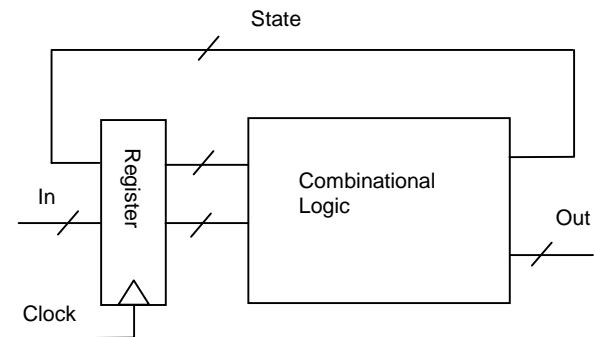 State
Register
In
Combinational
Logic
Out
Clock